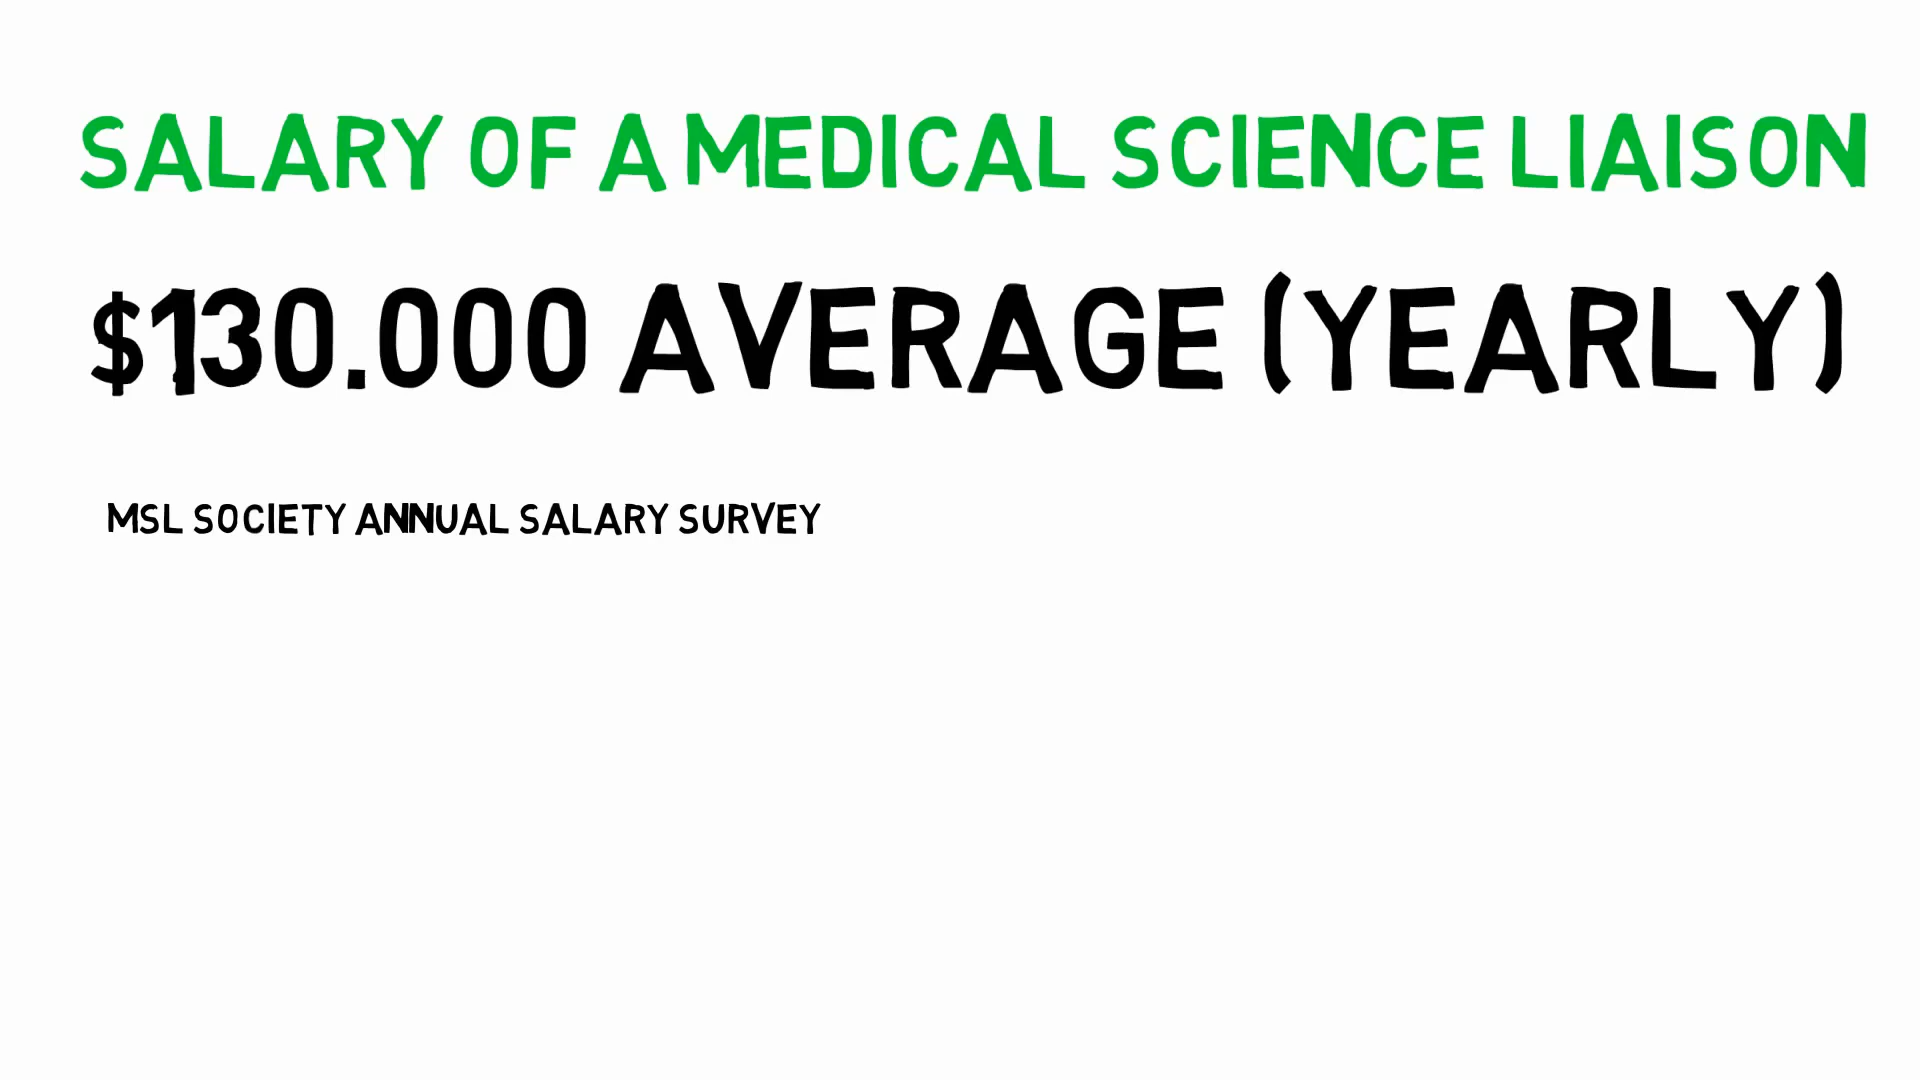 SALARY OF A MEDICAL SCIENCE LIAISON
$130.000 AVERAGE (YEARLY)
MSL SOCIETY ANNUAL SALARY SURVEY